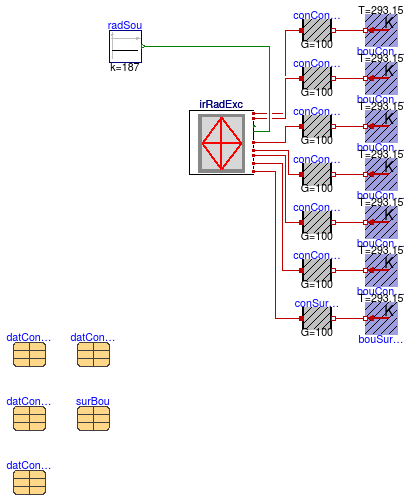 radSou
k=187
irRadExc
conCon...
G=100
T=293.15
K
bouCon...
conCon...
G=100
T=293.15
K
bouCon...
conCon...
G=100
T=293.15
K
bouCon...
conCon...
G=100
T=293.15
K
bouCon...
conCon...
G=100
T=293.15
K
bouCon...
conCon...
G=100
T=293.15
K
bouCon...
conSur...
G=100
T=293.15
K
bouSur...
datCon...
datCon...
datCon...
surBou
datCon...